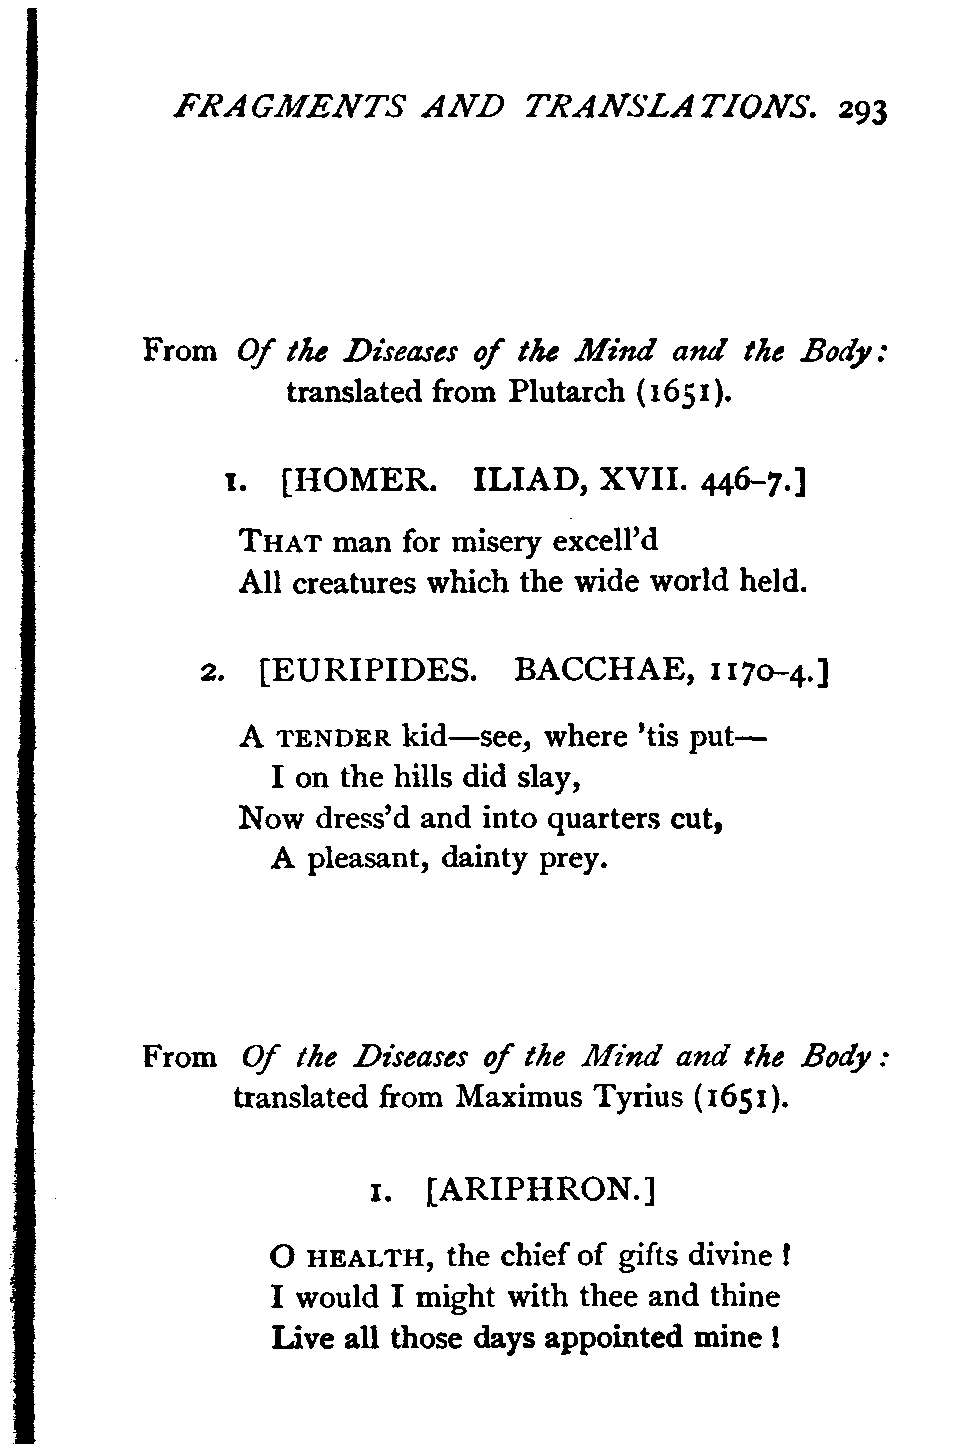 FRAGMENTS AND TRANSLATIONS. 293
From Of the Diseases of the Mind and the Body:
translated from Plutarch (1651).
1. [HOMER. ILIAD, XVII. 446–7.]
THAT man for misery excell'd
All creatures which the wide world held.
2. [EURIPIDES. BACCHAE, 1170–4.]
A TENDER kid—see, where 'tis put—
I on the hills did slay,
Now dress'd and into quarters cut,
A pleasant, dainty prey.
From Of the Diseases of the Mind and the Body:
translated from Maximus Tyrius (1651).
1. [ARIPHRON.]
O HEALTH, the chief of gifts divine !
I would I might with thee and thine
Live all those days appointed mine !